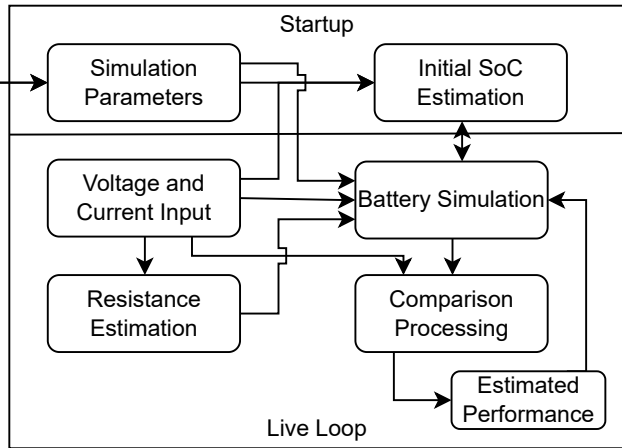 Startup
Simulation
Parameters
Initial SoC
Estimation
Voltage and
Current Input
Battery Simulation
Resistance
Estimation
Comparison
Processing
Estimated
Performance
Live Loop